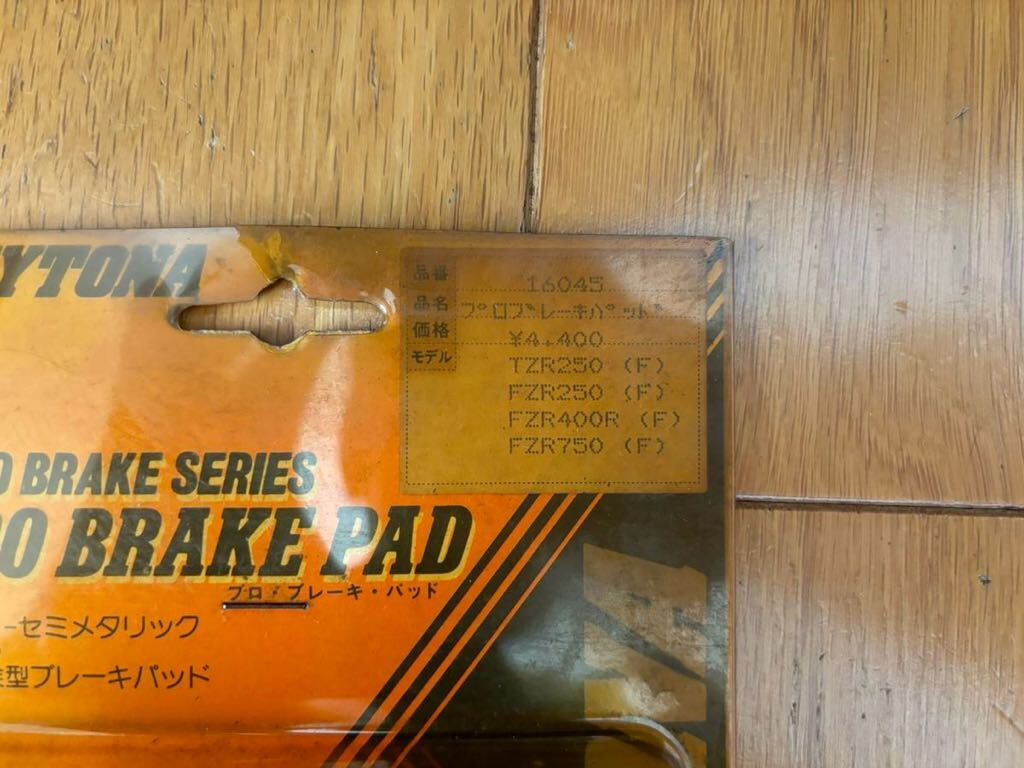 YTONA
品番 16045
品名 プロブレーキパッド
価格 ¥4,400
モデル TZR250 (F)
FZR250 (F)
FZR400R (F)
FZR750 (F)
O BRAKE SERIES
O BRAKE PAD
プロ・ブレーキ・パッド
ーセミメタリック
型ブレーキパッド